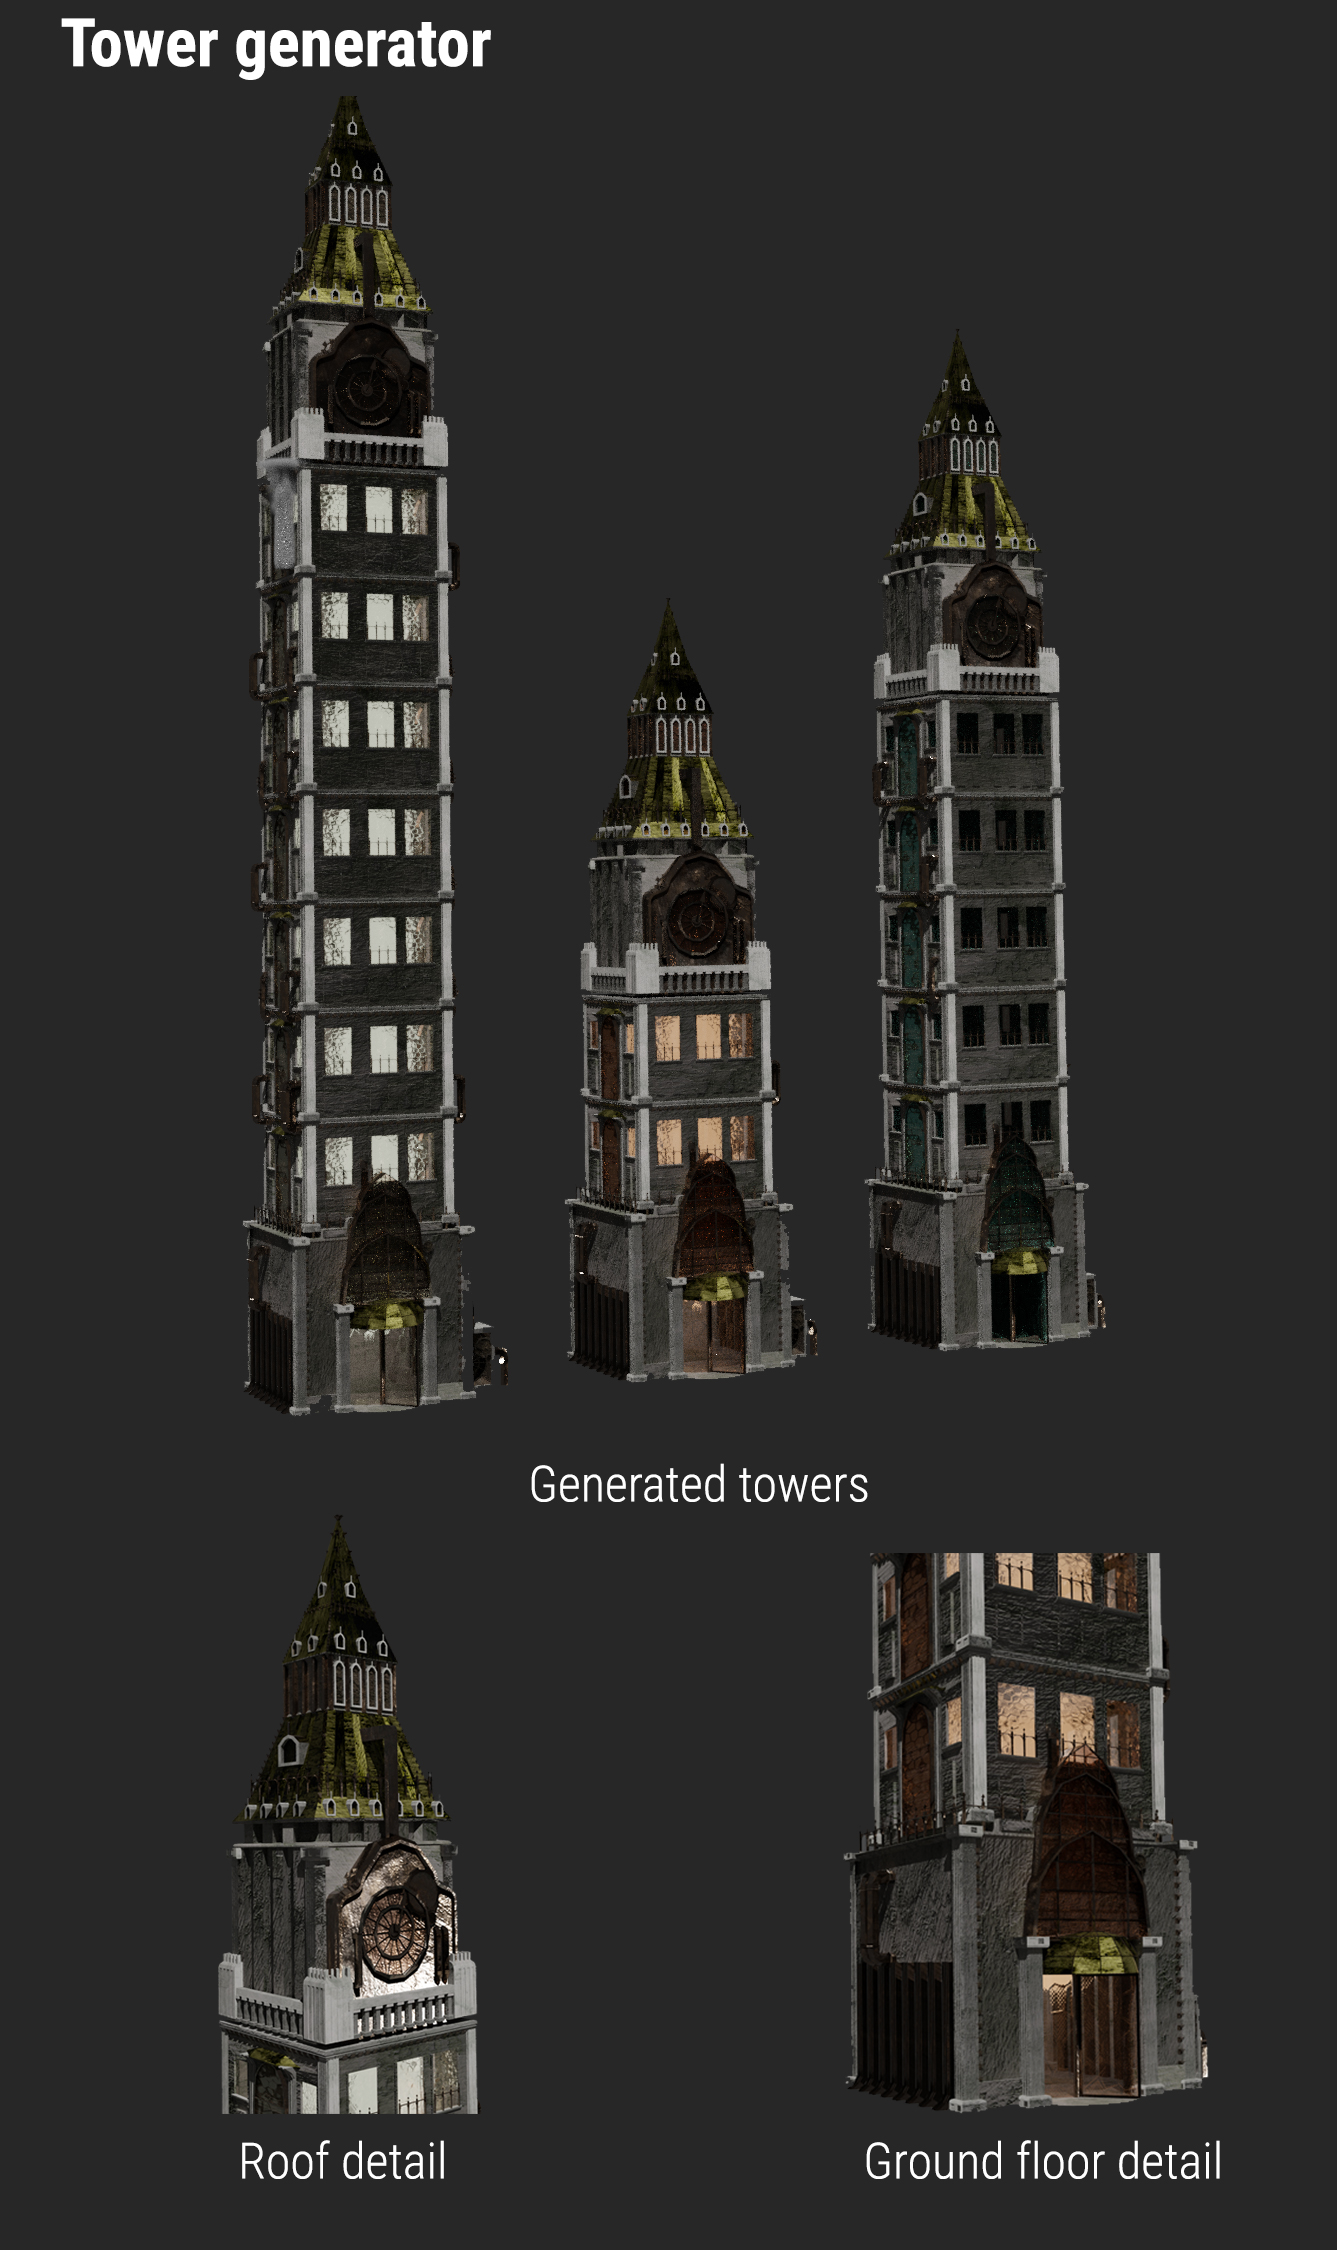 Tower generator
Generated towers
Roof detail
Ground floor detail